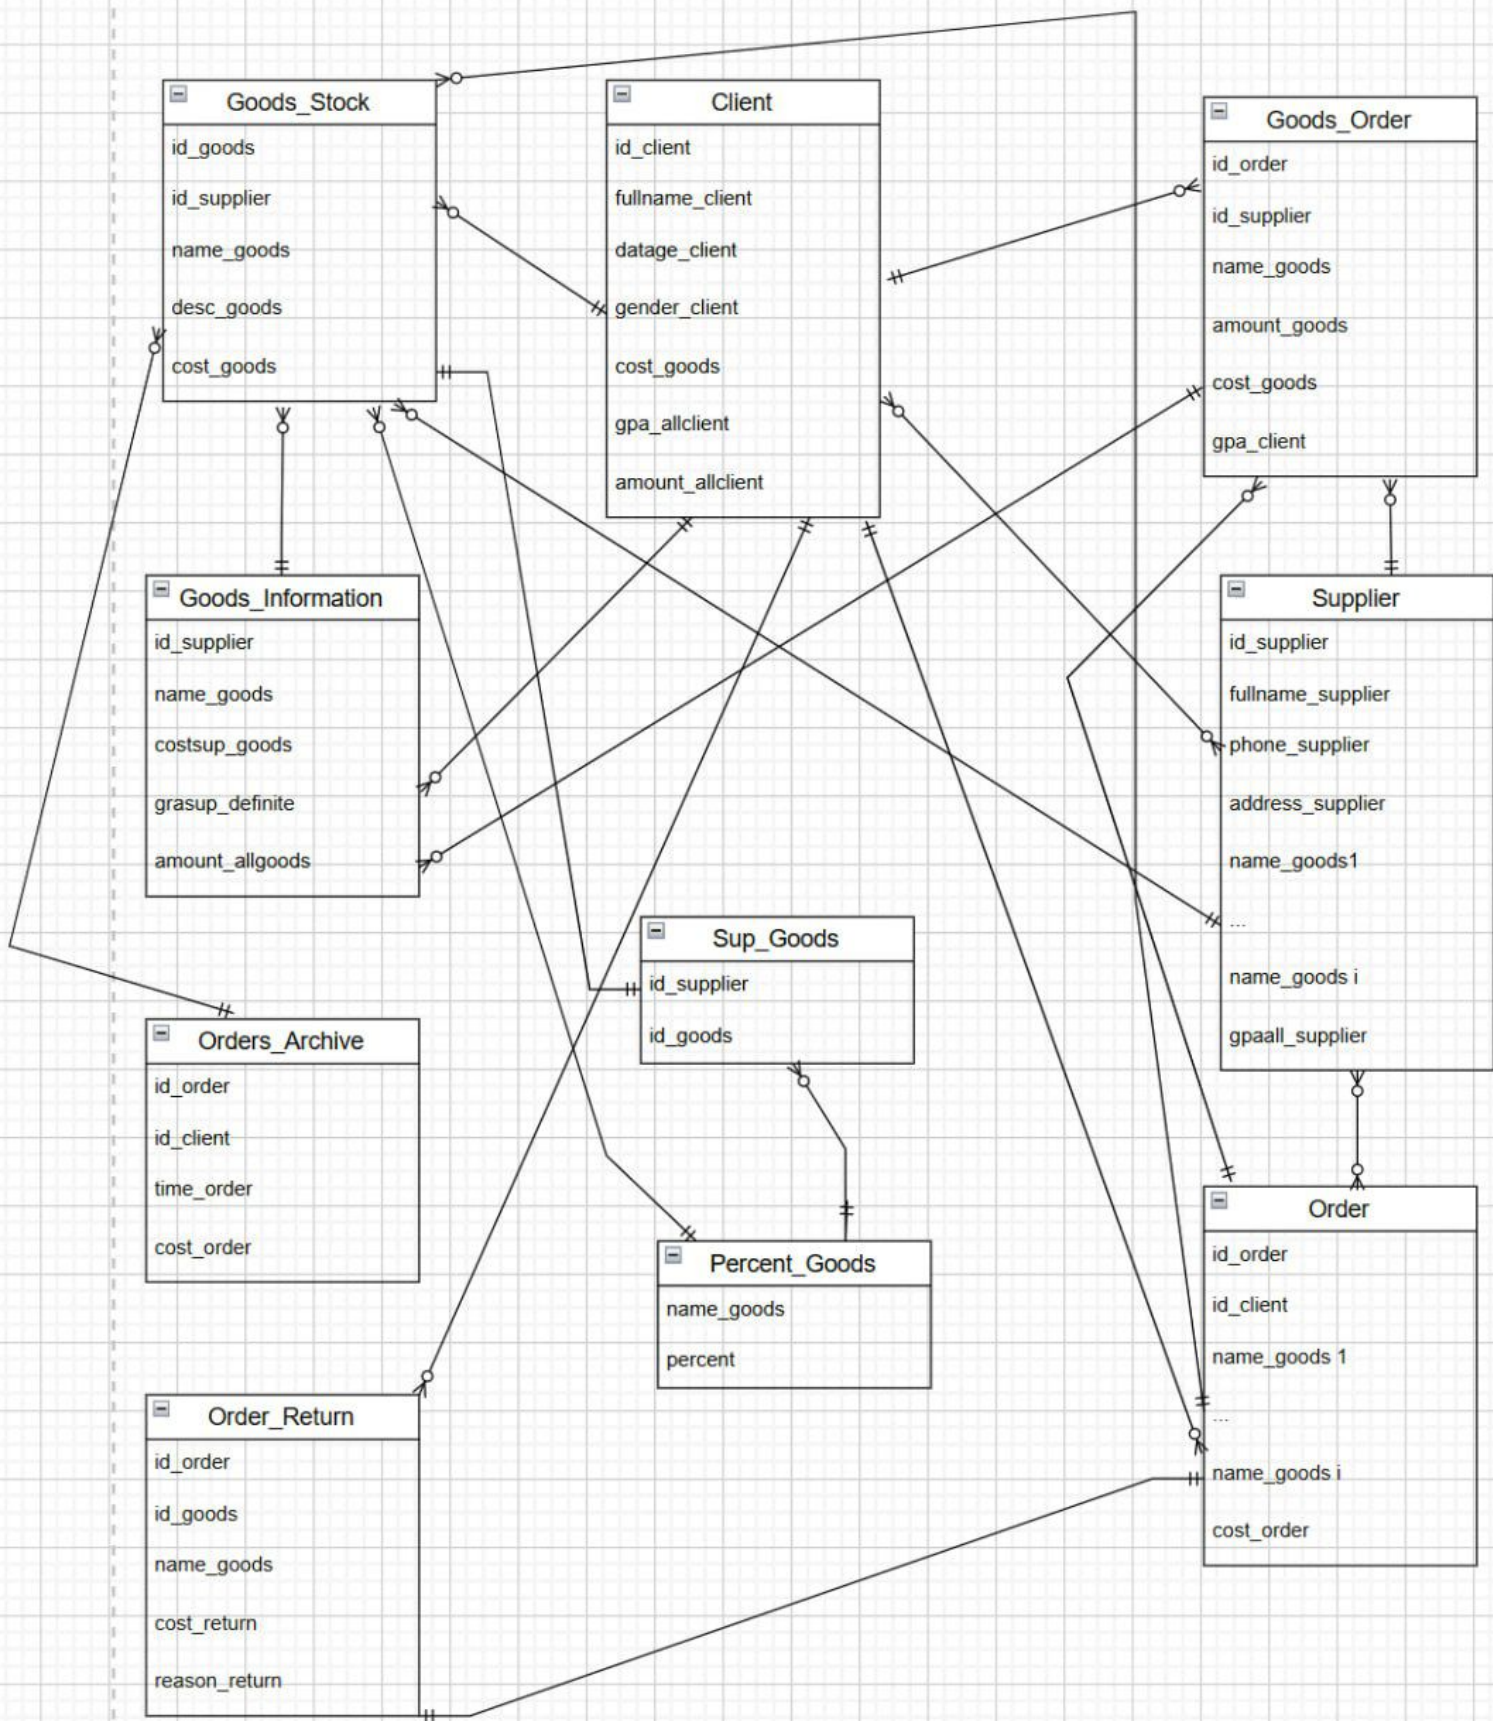 Goods_Stock
id_goods
id_supplier
name_goods
desc_goods
cost_goods
Client
id_client
fullname_client
datage_client
gender_client
cost_goods
gpa_allclient
amount_allclient
Goods_Order
id_order
id_supplier
name_goods
amount_goods
cost_goods
gpa_client
Goods_Information
id_supplier
name_goods
costsup_goods
grasup_definite
amount_allgoods
Supplier
id_supplier
fullname_supplier
phone_supplier
address_supplier
name_goods1
...
name_goods i
gpaall_supplier
Sup_Goods
id_supplier
id_goods
Orders_Archive
id_order
id_client
time_order
cost_order
Percent_Goods
name_goods
percent
Order
id_order
id_client
name_goods 1
...
name_goods i
cost_order
Order_Return
id_order
id_goods
name_goods
cost_return
reason_return